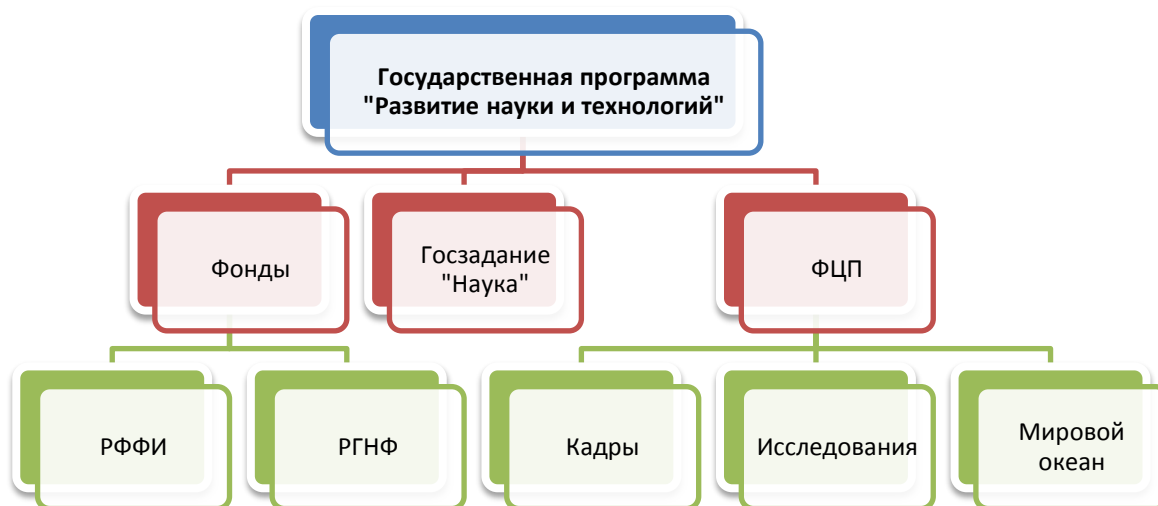 Государственная программа
"Развитие науки и технологий"
Фонды
Госзадание
"Наука"
ФЦП
РФФИ
РГНФ
Кадры
Исследования
Мировой
океан